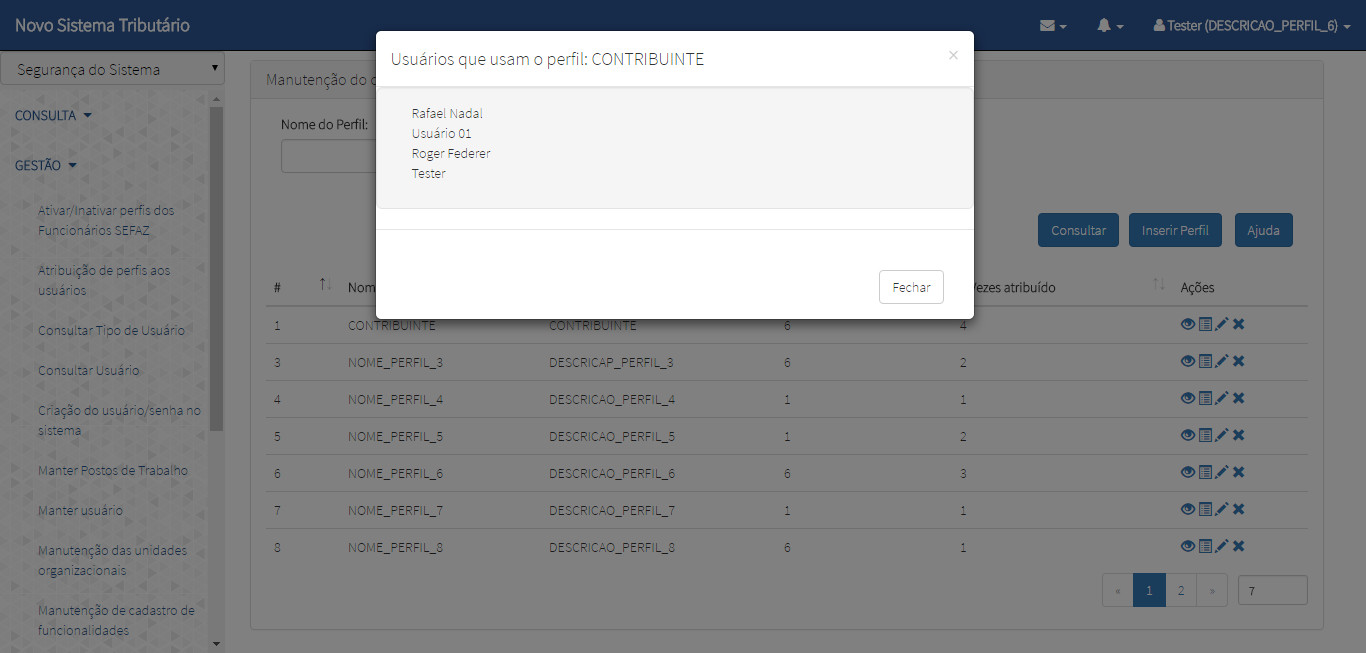 Novo Sistema Tributário
Tester (DESCRICAO_PERFIL_6)
Segurança do Sistema
CONSULTA
GESTÃO
Ativar/Inativar perfis dos
Funcionários SEFAZ
Atribuição de perfis aos
usuários
Consultar Tipo de Usuário
Consultar Usuário
Criação do usuário/senha no
sistema
Manter Postos de Trabalho
Manter usuário
Manutenção das unidades
organizacionais
Manutenção de cadastro de
funcionalidades
Usuários que usam o perfil: CONTRIBUINTE
×
Rafael Nadal
Usuário 01
Roger Federer
Tester
Fechar
Manutenção do
Nome do Perfil:
Consultar
Inserir Perfil
Ajuda
# atribuído Ações
1 CONTRIBUINTE CONTRIBUINTE 6 4
3 NOME_PERFIL_3 DESCRICAP_PERFIL_3 6 2
4 NOME_PERFIL_4 DESCRICAO_PERFIL_4 1 1
5 NOME_PERFIL_5 DESCRICAO_PERFIL_5 1 2
6 NOME_PERFIL_6 DESCRICAO_PERFIL_6 6 3
7 NOME_PERFIL_7 DESCRICAO_PERFIL_7 1 1
8 NOME_PERFIL_8 DESCRICAO_PERFIL_8 6 1
« 1 2 » 7